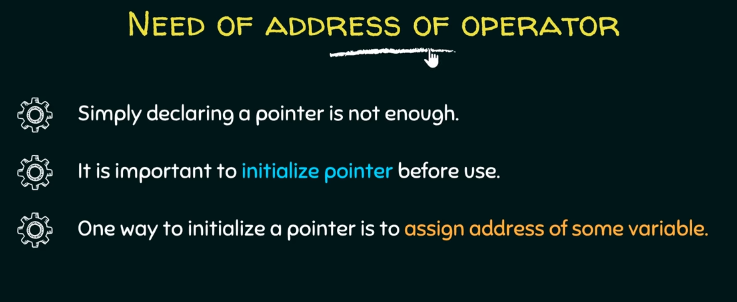 Need of address of operator
Simply declaring a pointer is not enough.
It is important to initialize pointer before use.
One way to initialize a pointer is to assign address of some variable.